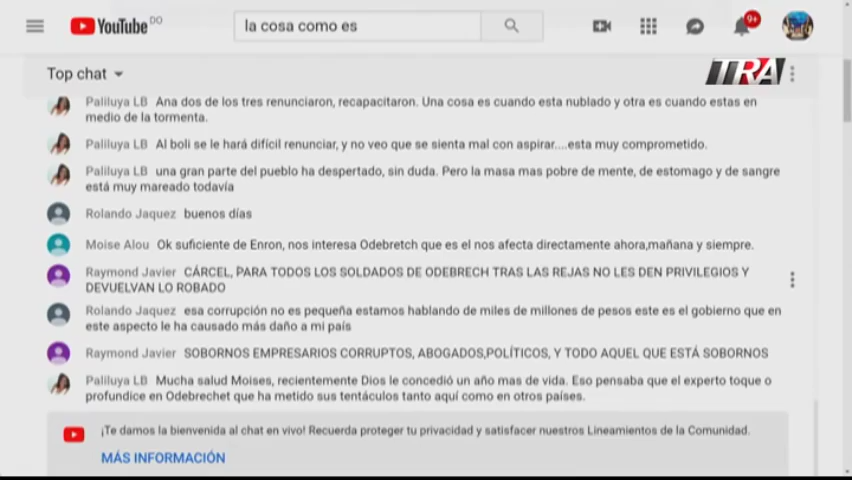 YouTube DO
la cosa como es
9+
Top chat
TRA
Paliluya LB Ana dos de los tres renunciaron, recapacitaron. Una cosa es cuando esta nublado y otra es cuando estas en
medio de la tormenta.
Paliluya LB Al boli se le hará difícil renunciar, y no veo que se sienta mal con aspirar....esta muy comprometido.
Paliluya LB una gran parte del pueblo ha despertado, sin duda. Pero la masa mas pobre de mente, de estomago y de sangre
está muy mareado todavía
Rolando Jaquez buenos días
Moise Alou Ok suficiente de Enron, nos interesa Odebretch que es el nos afecta directamente ahora,mañana y siempre.
Raymond Javier CÁRCEL, PARA TODOS LOS SOLDADOS DE ODEBRECH TRAS LAS REJAS NO LES DEN PRIVILEGIOS Y
DEVUELVAN LO ROBADO
Rolando Jaquez esa corrupción no es pequeña estamos hablando de miles de millones de pesos este es el gobierno que en
este aspecto le ha causado más daño a mi país
Raymond Javier SOBORNOS EMPRESARIOS CORRUPTOS, ABOGADOS,POLÍTICOS, Y TODO AQUEL QUE ESTÁ SOBORNOS
Paliluya LB Mucha salud Moises, recientemente Dios le concedió un año mas de vida. Eso pensaba que el experto toque o
profundice en Odebrechet que ha metido sus tentáculos tanto aquí como en otros países.
¡Te damos la bienvenida al chat en vivo! Recuerda proteger tu privacidad y satisfacer nuestros Lineamientos de la Comunidad.
MÁS INFORMACIÓN